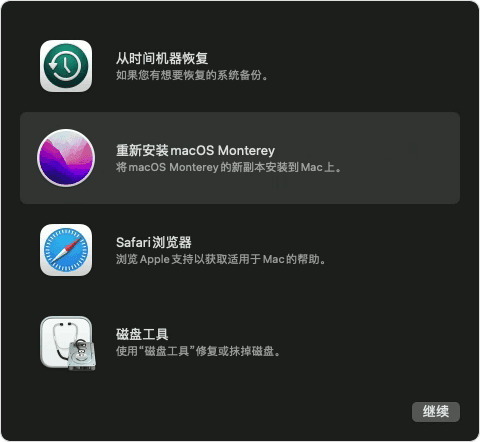 从时间机器恢复
如果您有想要恢复的系统备份。
重新安装macOS Monterey
将macOS Monterey的新副本安装到Mac上。
Safari浏览器
浏览Apple支持以获取适用于Mac的帮助。
磁盘工具
使用“磁盘工具”修复或抹掉磁盘。
继续